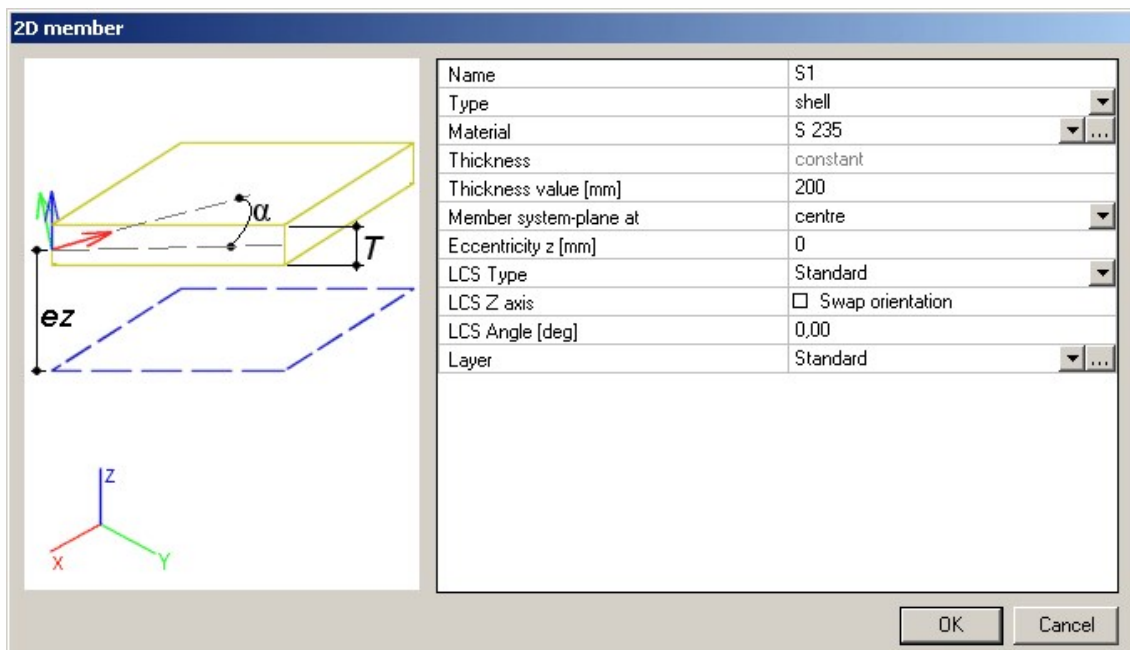 2D member
α
T
ez
Z
X
Y
Name S1
Type shell
Material S 235 ...
Thickness constant
Thickness value [mm] 200
Member system-plane at centre
Eccentricity z [mm] 0
LCS Type Standard
LCS Z axis Swap orientation
LCS Angle [deg] 0,00
Layer Standard ...
OK Cancel